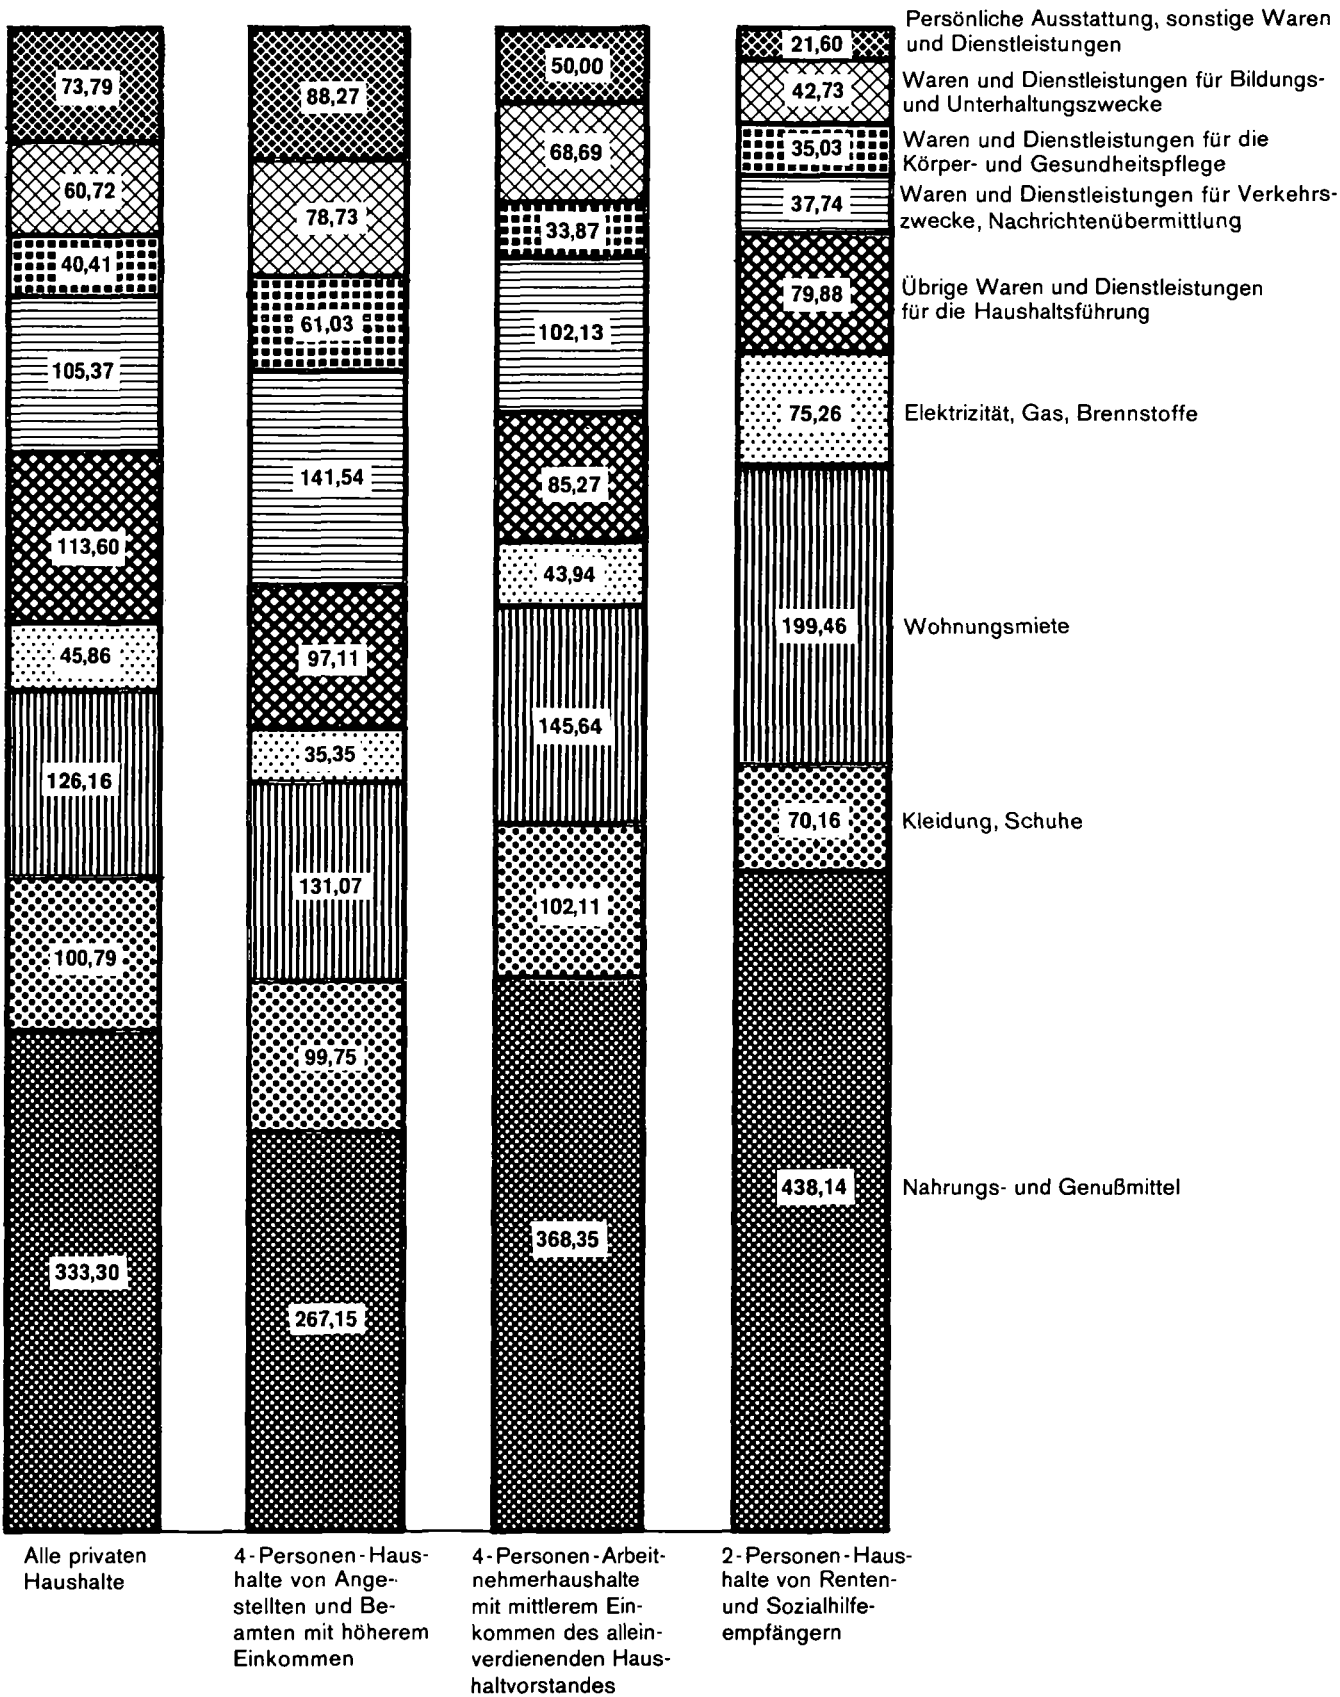 73,79
60,72
40,41
105,37
113,60
45,86
126,16
100,79
333,30
88,27
78,73
61,03
141,54
97,11
35,35
131,07
99,75
267,15
50,00
68,69
33,87
102,13
85,27
43,94
145,64
102,11
368,35
21,60
42,73
35,03
37,74
79,88
75,26
199,46
70,16
438,14
Persönliche Ausstattung, sonstige Waren
und Dienstleistungen
Waren und Dienstleistungen für Bildungs-
und Unterhaltungszwecke
Waren und Dienstleistungen für die
Körper- und Gesundheitspflege
Waren und Dienstleistungen für Verkehrs-
zwecke, Nachrichtenübermittlung
Übrige Waren und Dienstleistungen
für die Haushaltsführung
Elektrizität, Gas, Brennstoffe
Wohnungsmiete
Kleidung, Schuhe
Nahrungs- und Genußmittel
Alle privaten
Haushalte
4-Personen-Haus-
halte von Ange-
stellten und Be-
amten mit höherem
Einkommen
4-Personen-Arbeit-
nehmerhaushalte
mit mittlerem Ein-
kommen des allein-
verdienenden Haus-
haltvorstandes
2-Personen-Haus-
halte von Renten-
und Sozialhilfe-
empfängern